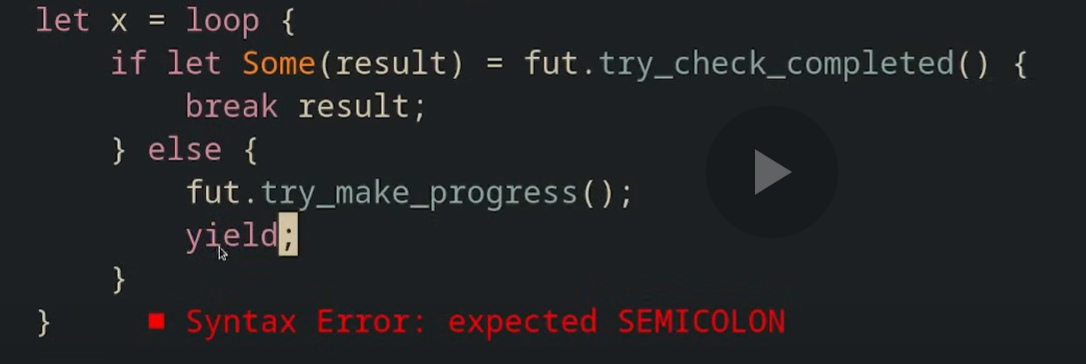 let x = loop {
    if let Some(result) = fut.try_check_completed() {
        break result;
    } else {
        fut.try_make_progress();
        yield;
    }
}     ■ Syntax Error: expected SEMICOLON